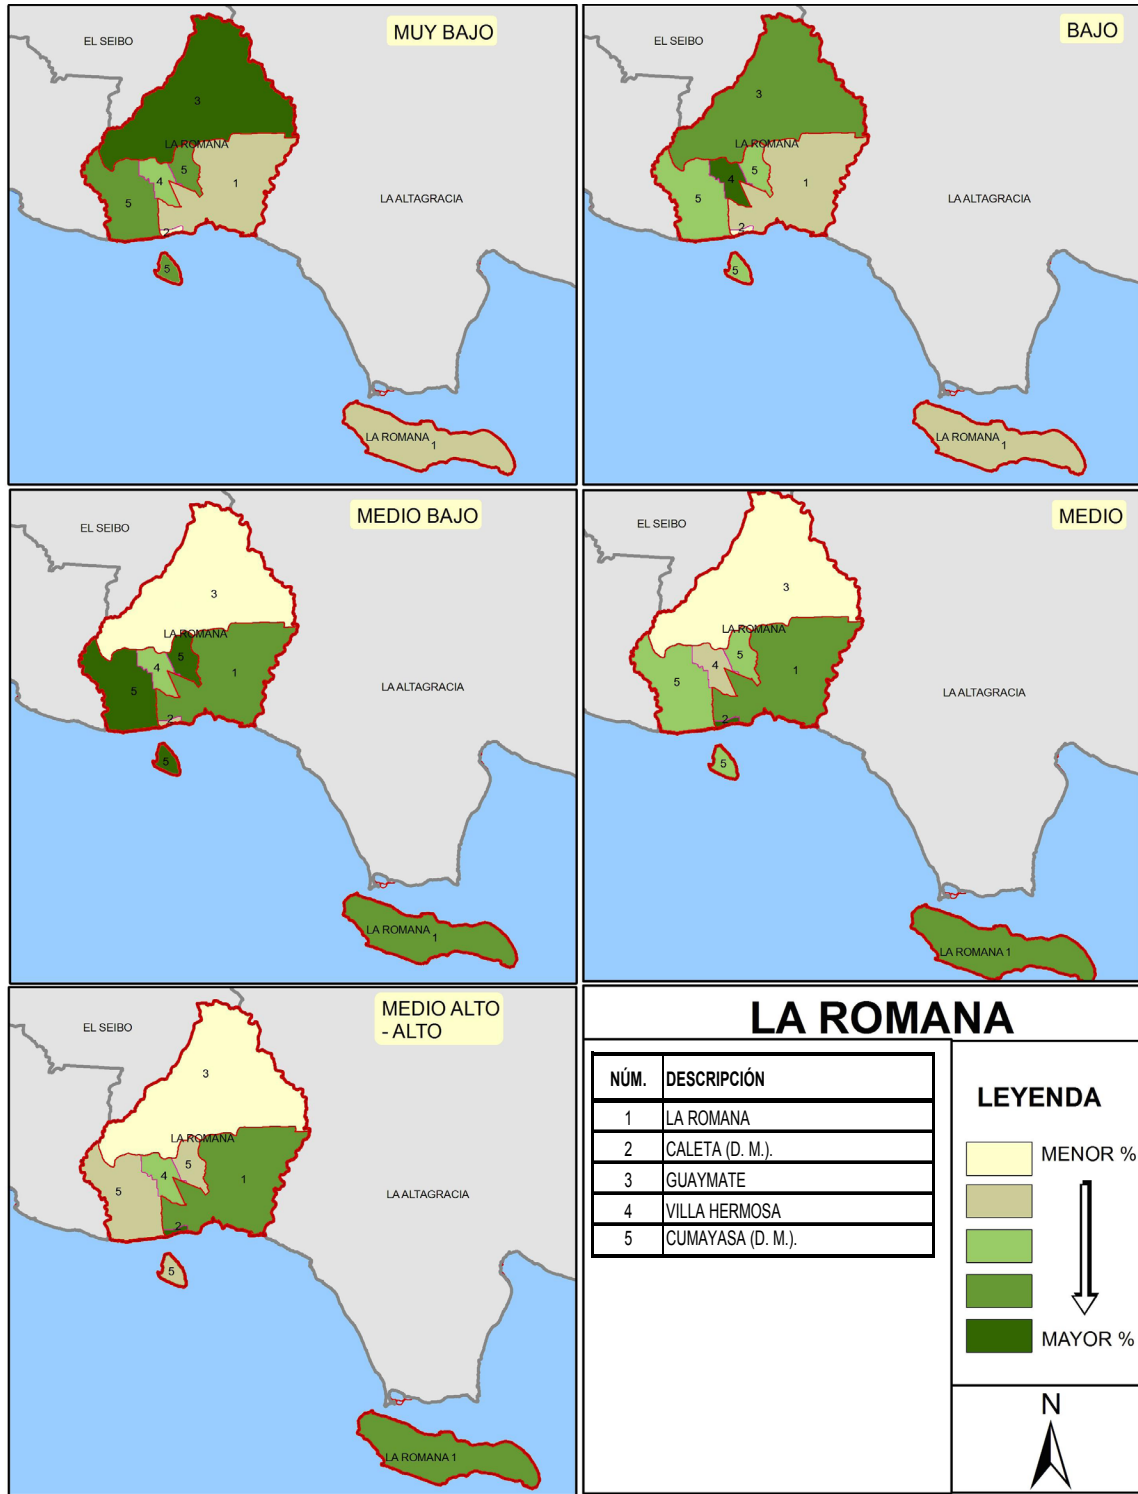 MUY BAJO
EL SEIBO
3
LA ROMANA
5
4
1
5
2
LA ALTAGRACIA
5
LA ROMANA
1
BAJO
EL SEIBO
3
LA ROMANA
5
4
1
5
2
LA ALTAGRACIA
5
LA ROMANA
1
MEDIO BAJO
EL SEIBO
3
LA ROMANA
5
4
1
5
2
LA ALTAGRACIA
5
LA ROMANA
1
MEDIO
EL SEIBO
3
LA ROMANA
5
4
1
5
2
LA ALTAGRACIA
5
LA ROMANA 1
MEDIO ALTO
- ALTO
EL SEIBO
3
LA ROMANA
5
4
1
5
2
LA ALTAGRACIA
5
LA ROMANA 1
LA ROMANA
NÚM. DESCRIPCIÓN
1 LA ROMANA
2 CALETA (D. M.).
3 GUAYMATE
4 VILLA HERMOSA
5 CUMAYASA (D. M.).
LEYENDA
MENOR %
MAYOR %
N